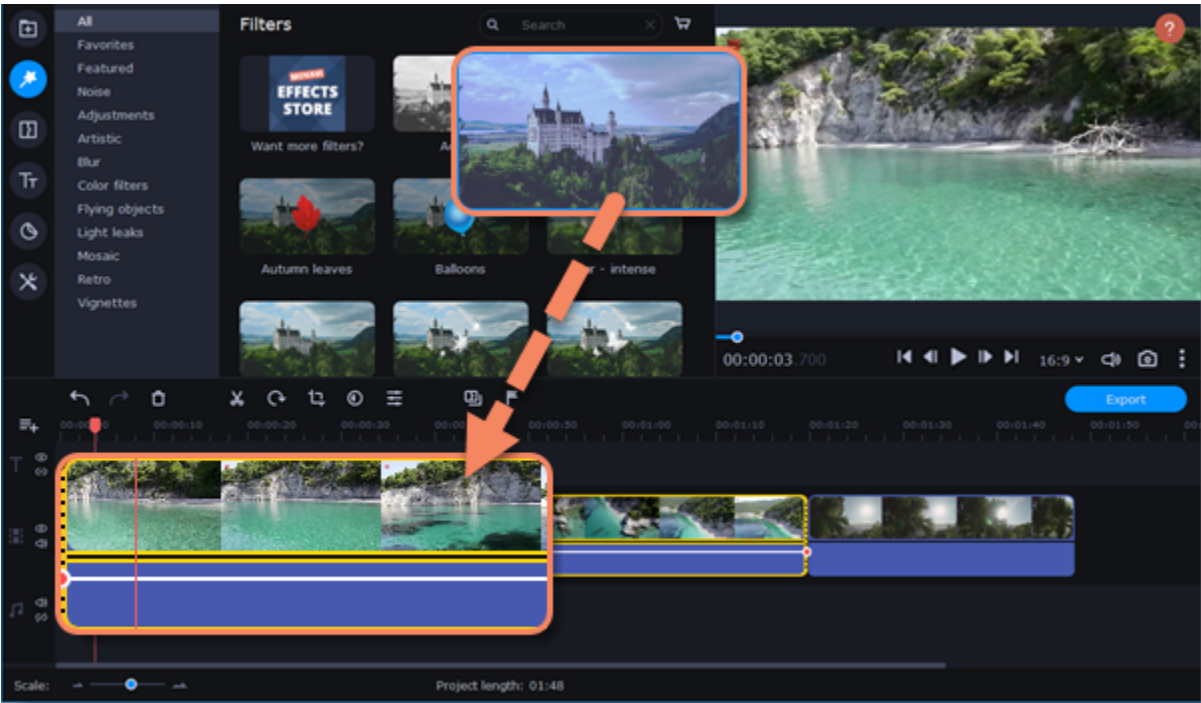 All
Favorites
Featured
Noise
Adjustments
Artistic
Blur
Color filters
Flying objects
Light leaks
Mosaic
Retro
Vignettes
Filters
Search
MOVAVI
EFFECTS
STORE
Want more filters?
Autumn leaves
Balloons
- intense
?
00:00:03.700
16:9
Export
00:00:10
00:00:20
00:00:30
00:00:50
00:01:00
00:01:10
00:01:20
00:01:30
00:01:40
00:01:50
Scale:
Project length: 01:48